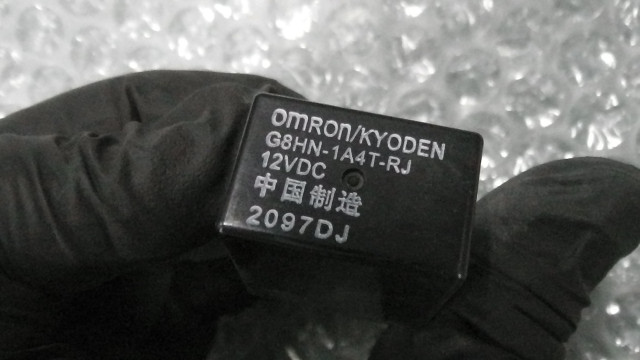 omron/KYODEN
G8HN-1A4T-RJ
12VDC
中国制造
2097DJ